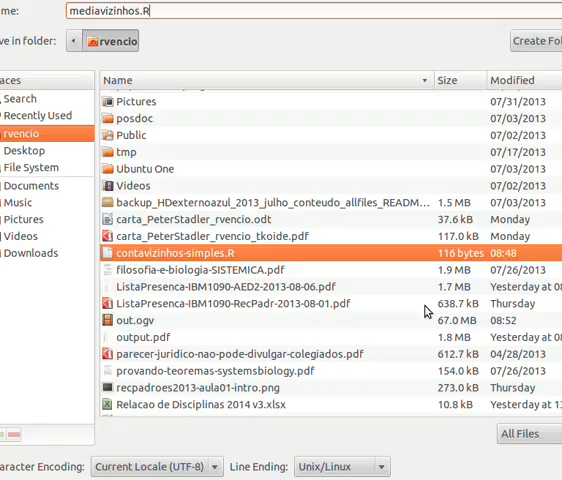 me: mediavizinhos.R
ve in folder: rvencio Create Fol
aces Name Size Modified
Search
Recently Used
rvencio
Desktop
File System
Documents
Music
Pictures
Videos
Downloads
Pictures 07/31/2013
posdoc 07/03/2013
Public 07/02/2013
tmp 07/17/2013
Ubuntu One 07/03/2013
Videos 07/02/2013
backup_HDexternoazul_2013_julho_conteudo_allfiles_READM... 1.5 MB 07/03/2013
carta_PeterStadler_rvencio.odt 37.6 kB Monday
carta_PeterStadler_rvencio_tkoide.pdf 117.0 kB Monday
contavizinhos-simples.R 116 bytes 08:48
filosofia-e-biologia-SISTEMICA.pdf 1.9 MB 07/26/2013
ListaPresenca-IBM1090-AED2-2013-08-06.pdf 1.7 MB Yesterday at 08
ListaPresenca-IBM1090-RecPadr-2013-08-01.pdf 638.7 kB Thursday
out.ogv 67.0 MB 08:52
output.pdf 1.8 MB Yesterday at 08
parecer-juridico-nao-pode-divulgar-colegiados.pdf 612.7 kB 04/28/2013
provando-teoremas-systemsbiology.pdf 154.0 kB 07/26/2013
recpadroes2013-aula01-intro.png 273.0 kB Thursday
Relacao de Disciplinas 2014 v3.xlsx 10.8 kB Yesterday at 13
All Files
aracter Encoding: Current Locale (UTF-8) Line Ending: Unix/Linux